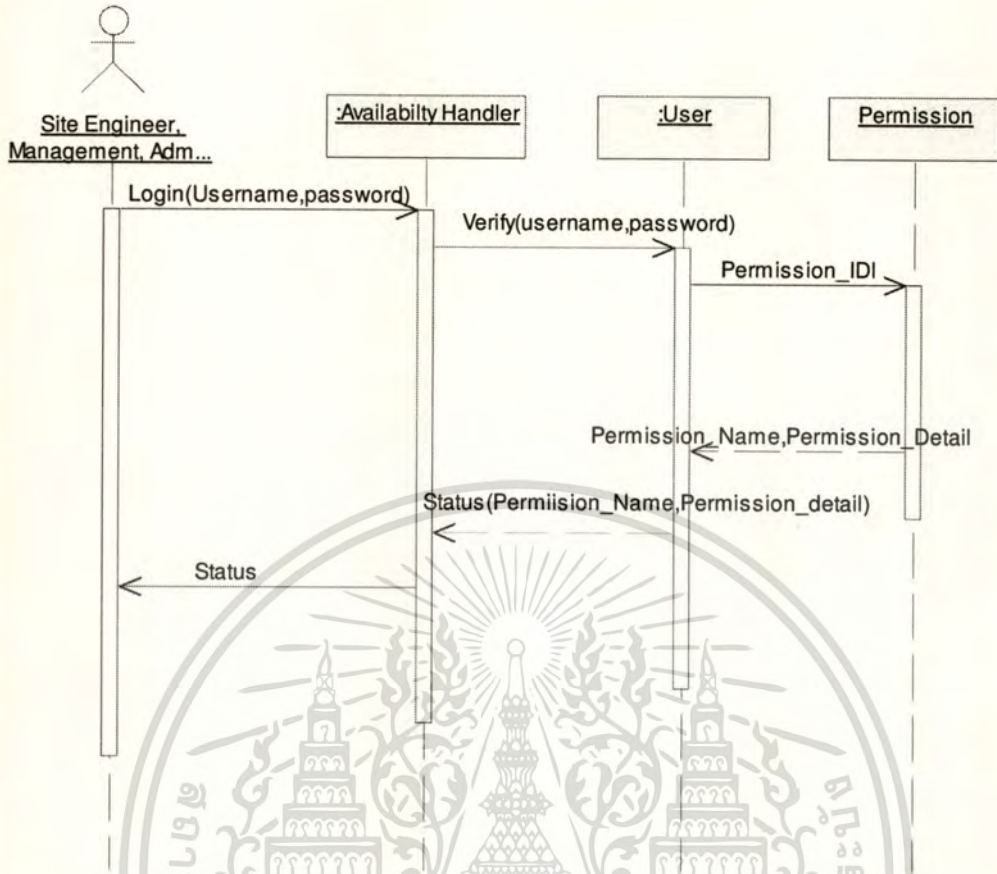 Site Engineer,
Management, Adm...
:Availabilty Handler
:User
Permission
Login(Username,password)
Verify(username,password)
Permission_IDI
Permission_Name,Permission_Detail
Status(Permiision_Name,Permission_detail)
Status